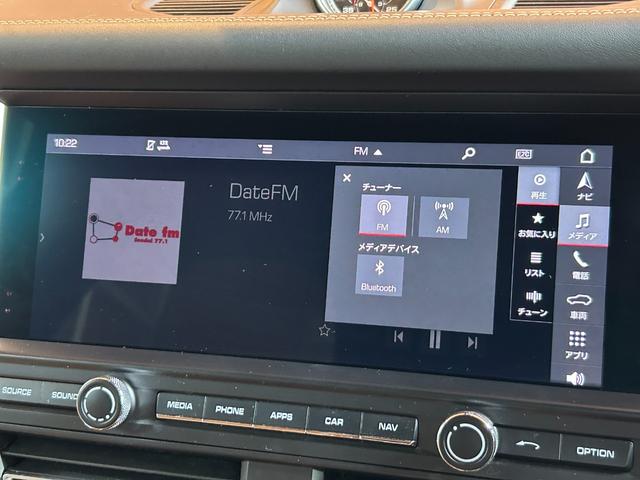 10:22
FM
DateFM
77.1 MHz
Date fm
Sendai 77.1
チューナー
FM
AM
メディアデバイス
Bluetooth
再生
お気に入り
リスト
チューン
ナビ
メディア
電話
車両
アプリ
SOURCE
SOUND
MEDIA
PHONE
APPS
CAR
NAV
OPTION